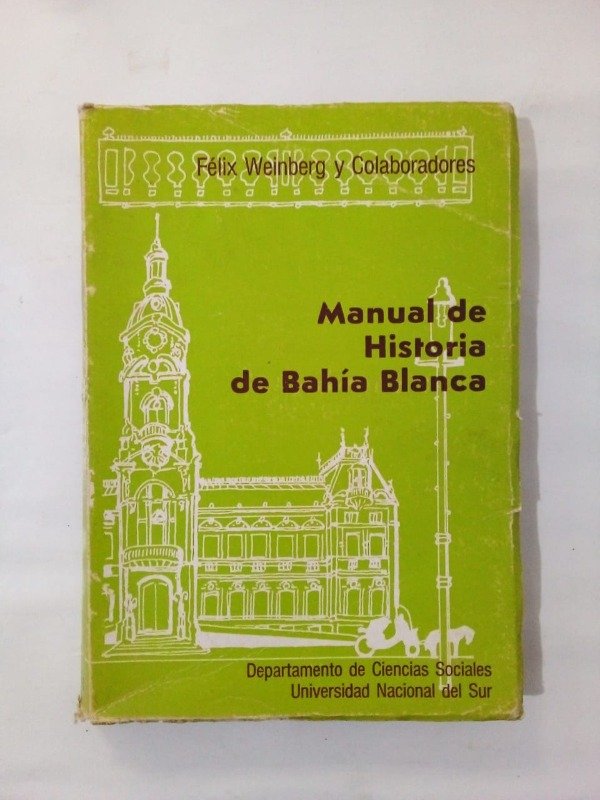 Félix Weinberg y Colaboradores
Manual de
Historia
de Bahía Blanca
Departamento de Ciencias Sociales
Universidad Nacional del Sur